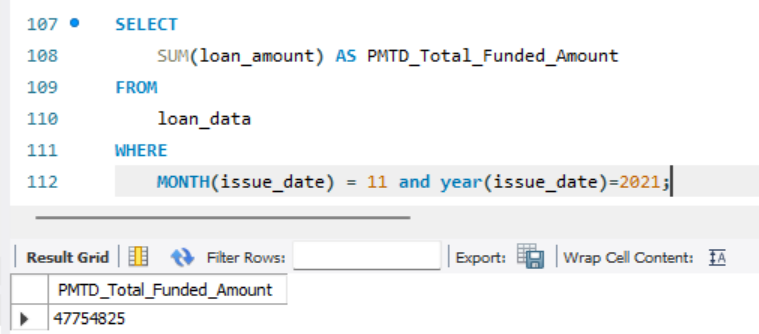 107 SELECT
108 SUM(loan_amount) AS PMTD_Total_Funded_Amount
109 FROM
110 loan_data
111 WHERE
112 MONTH(issue_date) = 11 and year(issue_date)=2021;
Result Grid Filter Rows: Export: Wrap Cell Content: IA
PMTD_Total_Funded_Amount
47754825